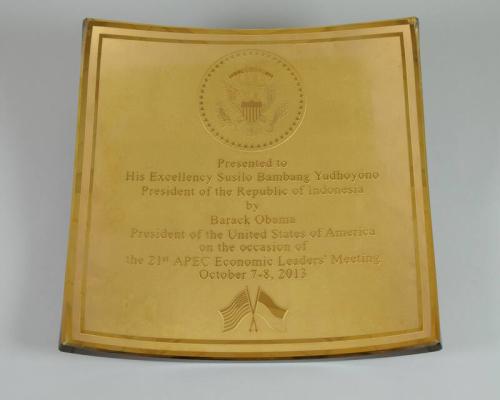 Presented to
His Excellency Susilo Bambang Yudhoyono
President of the Republic of Indonesia
by
Barack Obama
President of the United States of America
on the occasion of
the 21st APEC Economic Leaders' Meeting
October 7-8, 2013